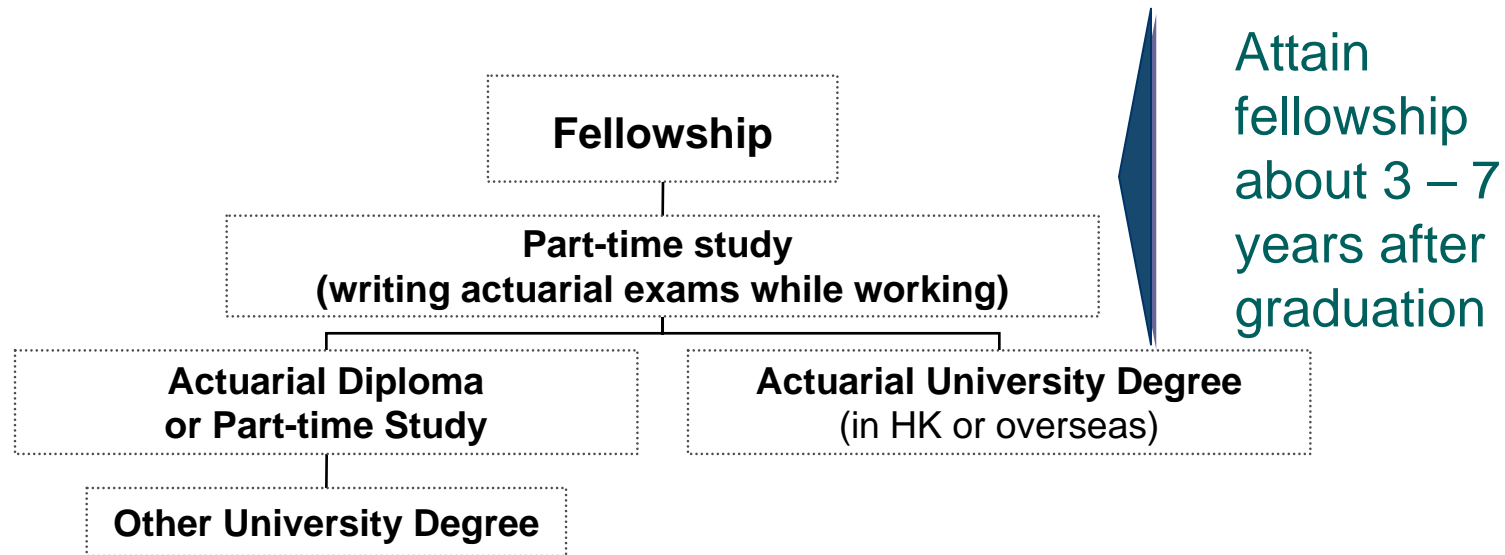 Fellowship
Part-time study
(writing actuarial exams while working)
Actuarial Diploma
or Part-time Study
Actuarial University Degree
(in HK or overseas)
Other University Degree
Attain
fellowship
about 3 – 7
years after
graduation